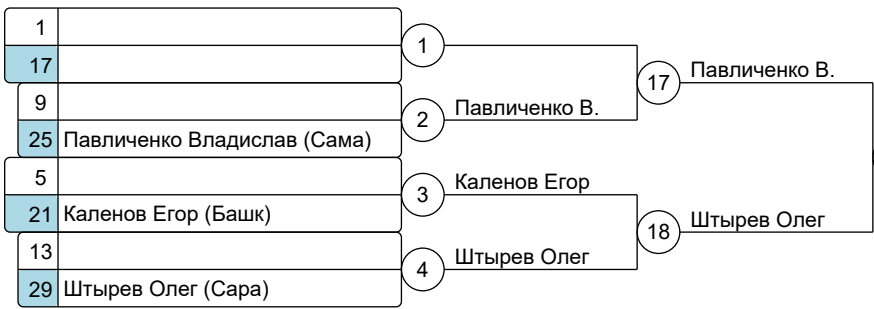 1
17
9
25 Павличенко Владислав (Сама)
5
21 Каленов Егор (Башк)
13
29 Штырев Олег (Сара)
1
2
3
4
Павличенко В.
Каленов Егор
Штырев Олег
17
18
Павличенко В.
Штырев Олег